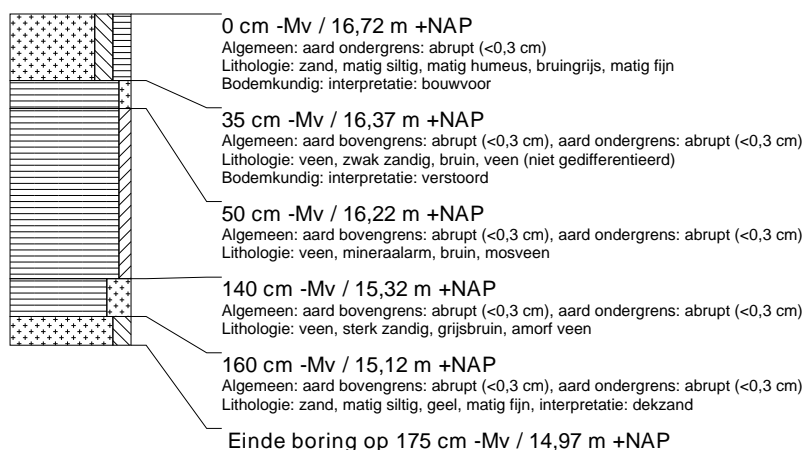 0 cm -Mv / 16,72 m +NAP
Algemeen: aard ondergrens: abrupt (<0,3 cm)
Lithologie: zand, matig siltig, matig humeus, bruingrijs, matig fijn
Bodemkundig: interpretatie: bouwvoor
35 cm -Mv / 16,37 m +NAP
Algemeen: aard bovengrens: abrupt (<0,3 cm), aard ondergrens: abrupt (<0,3 cm)
Lithologie: veen, zwak zandig, bruin, veen (niet gedifferentieerd)
Bodemkundig: interpretatie: verstoord
50 cm -Mv / 16,22 m +NAP
Algemeen: aard bovengrens: abrupt (<0,3 cm), aard ondergrens: abrupt (<0,3 cm)
Lithologie: veen, mineraalarm, bruin, mosveen
140 cm -Mv / 15,32 m +NAP
Algemeen: aard bovengrens: abrupt (<0,3 cm), aard ondergrens: abrupt (<0,3 cm)
Lithologie: veen, sterk zandig, grijsbruin, amorf veen
160 cm -Mv / 15,12 m +NAP
Algemeen: aard bovengrens: abrupt (<0,3 cm), aard ondergrens: abrupt (<0,3 cm)
Lithologie: zand, matig siltig, geel, matig fijn, interpretatie: dekzand
Einde boring op 175 cm -Mv / 14,97 m +NAP